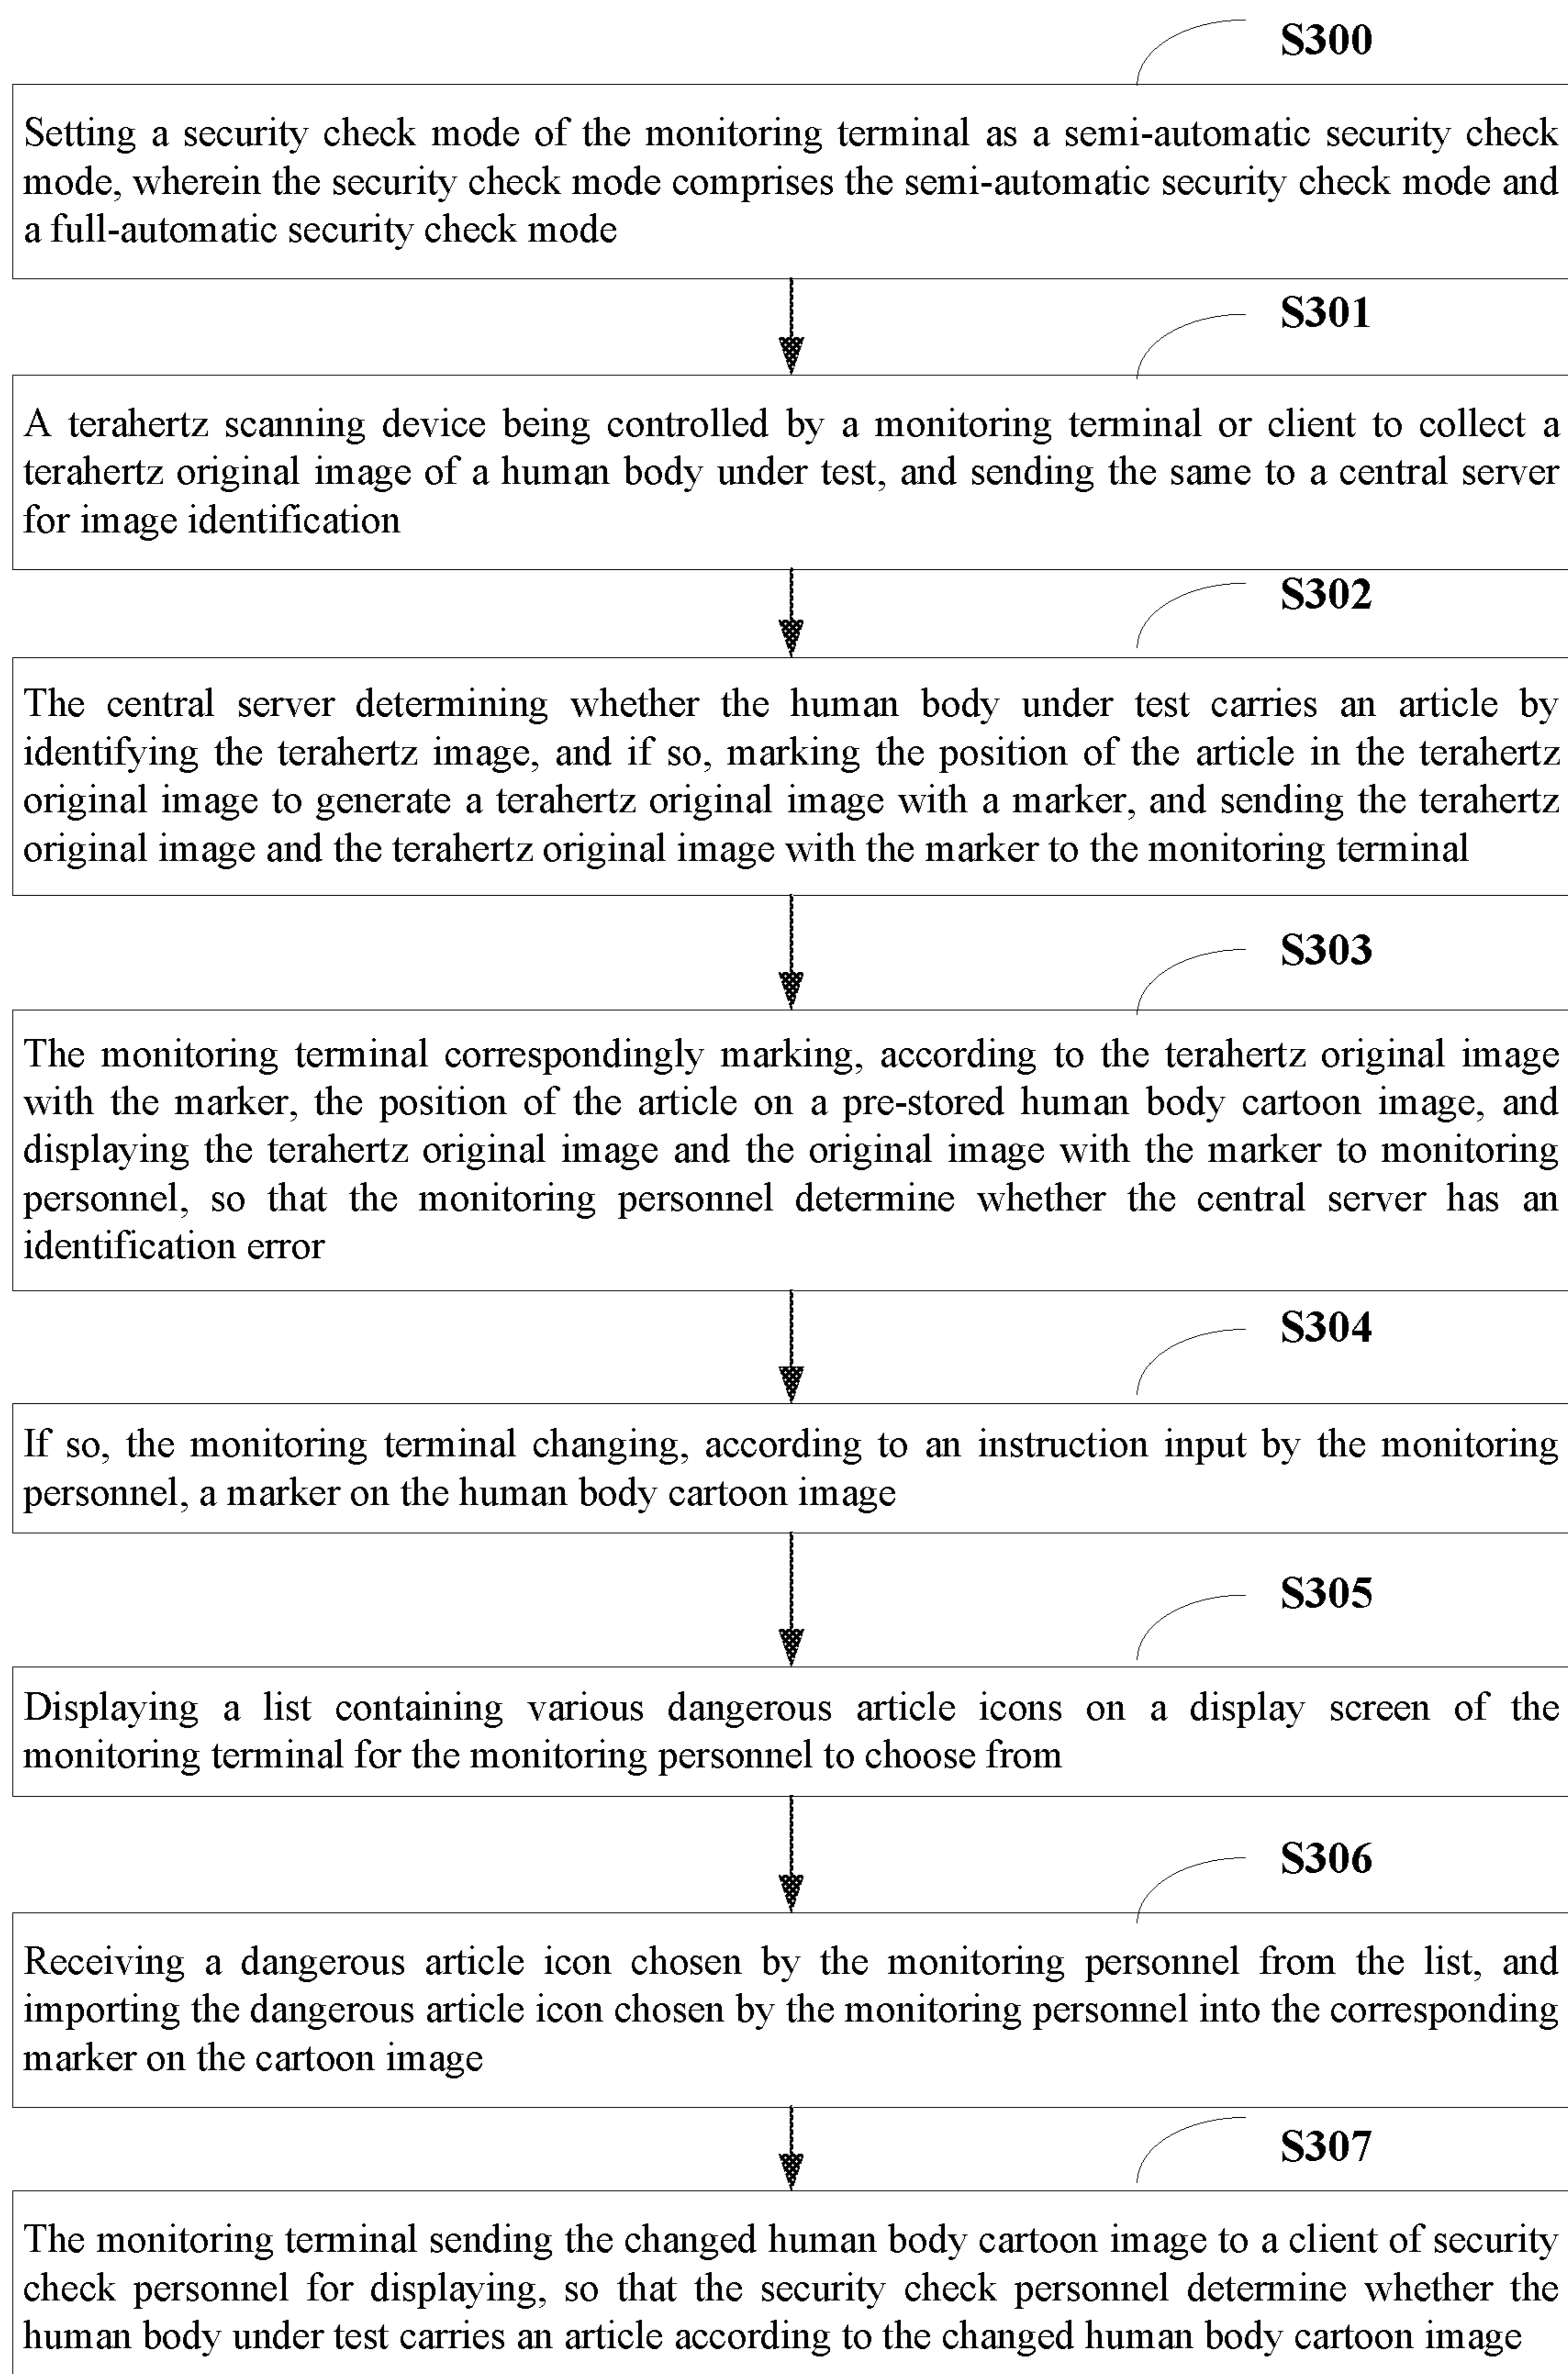 S300
Setting a security check mode of the monitoring terminal as a semi-automatic security check
mode, wherein the security check mode comprises the semi-automatic security check mode and
a full-automatic security check mode
S301
A terahertz scanning device being controlled by a monitoring terminal or client to collect a
terahertz original image of a human body under test, and sending the same to a central server
for image identification
S302
The central server determining whether the human body under test carries an article by
identifying the terahertz image, and if so, marking the position of the article in the terahertz
original image to generate a terahertz original image with a marker, and sending the terahertz
original image and the terahertz original image with the marker to the monitoring terminal
S303
The monitoring terminal correspondingly marking, according to the terahertz original image
with the marker, the position of the article on a pre-stored human body cartoon image, and
displaying the terahertz original image and the original image with the marker to monitoring
personnel, so that the monitoring personnel determine whether the central server has an
identification error
S304
If so, the monitoring terminal changing, according to an instruction input by the monitoring
personnel, a marker on the human body cartoon image
S305
Displaying a list containing various dangerous article icons on a display screen of the
monitoring terminal for the monitoring personnel to choose from
S306
Receiving a dangerous article icon chosen by the monitoring personnel from the list, and
importing the dangerous article icon chosen by the monitoring personnel into the corresponding
marker on the cartoon image
S307
The monitoring terminal sending the changed human body cartoon image to a client of security
check personnel for displaying, so that the security check personnel determine whether the
human body under test carries an article according to the changed human body cartoon image